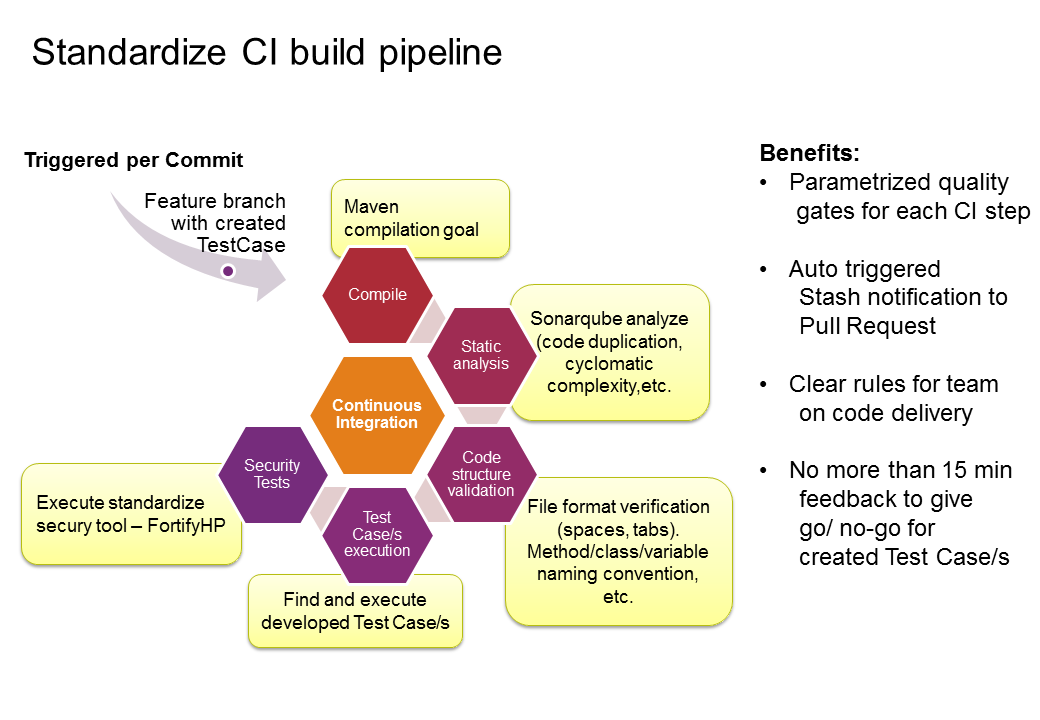 Standardize CI build pipeline
Triggered per Commit
Feature branch
with created
TestCase
Maven
compilation goal
Compile
Static
analysis
Sonarqube analyze
(code duplication,
cyclomatic
complexity,etc.
Continuous
Integration
Code
structure
validation
File format verification
(spaces, tabs).
Method/class/variable
naming convention,
etc.
Test
Case/s
execution
Find and execute
developed Test Case/s
Security
Tests
Execute standardize
secury tool – FortifyHP
Benefits:
• Parametrized quality
gates for each CI step
• Auto triggered
Stash notification to
Pull Request
• Clear rules for team
on code delivery
• No more than 15 min
feedback to give
go/ no-go for
created Test Case/s